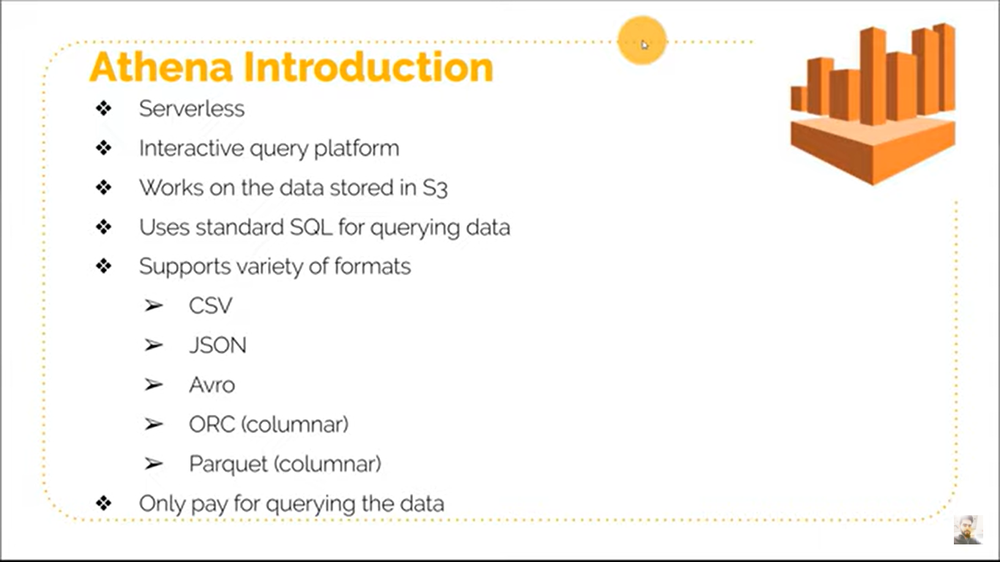 Athena Introduction
❖ Serverless
❖ Interactive query platform
❖ Works on the data stored in S3
❖ Uses standard SQL for querying data
❖ Supports variety of formats
➢ CSV
➢ JSON
➢ Avro
➢ ORC (columnar)
➢ Parquet (columnar)
❖ Only pay for querying the data